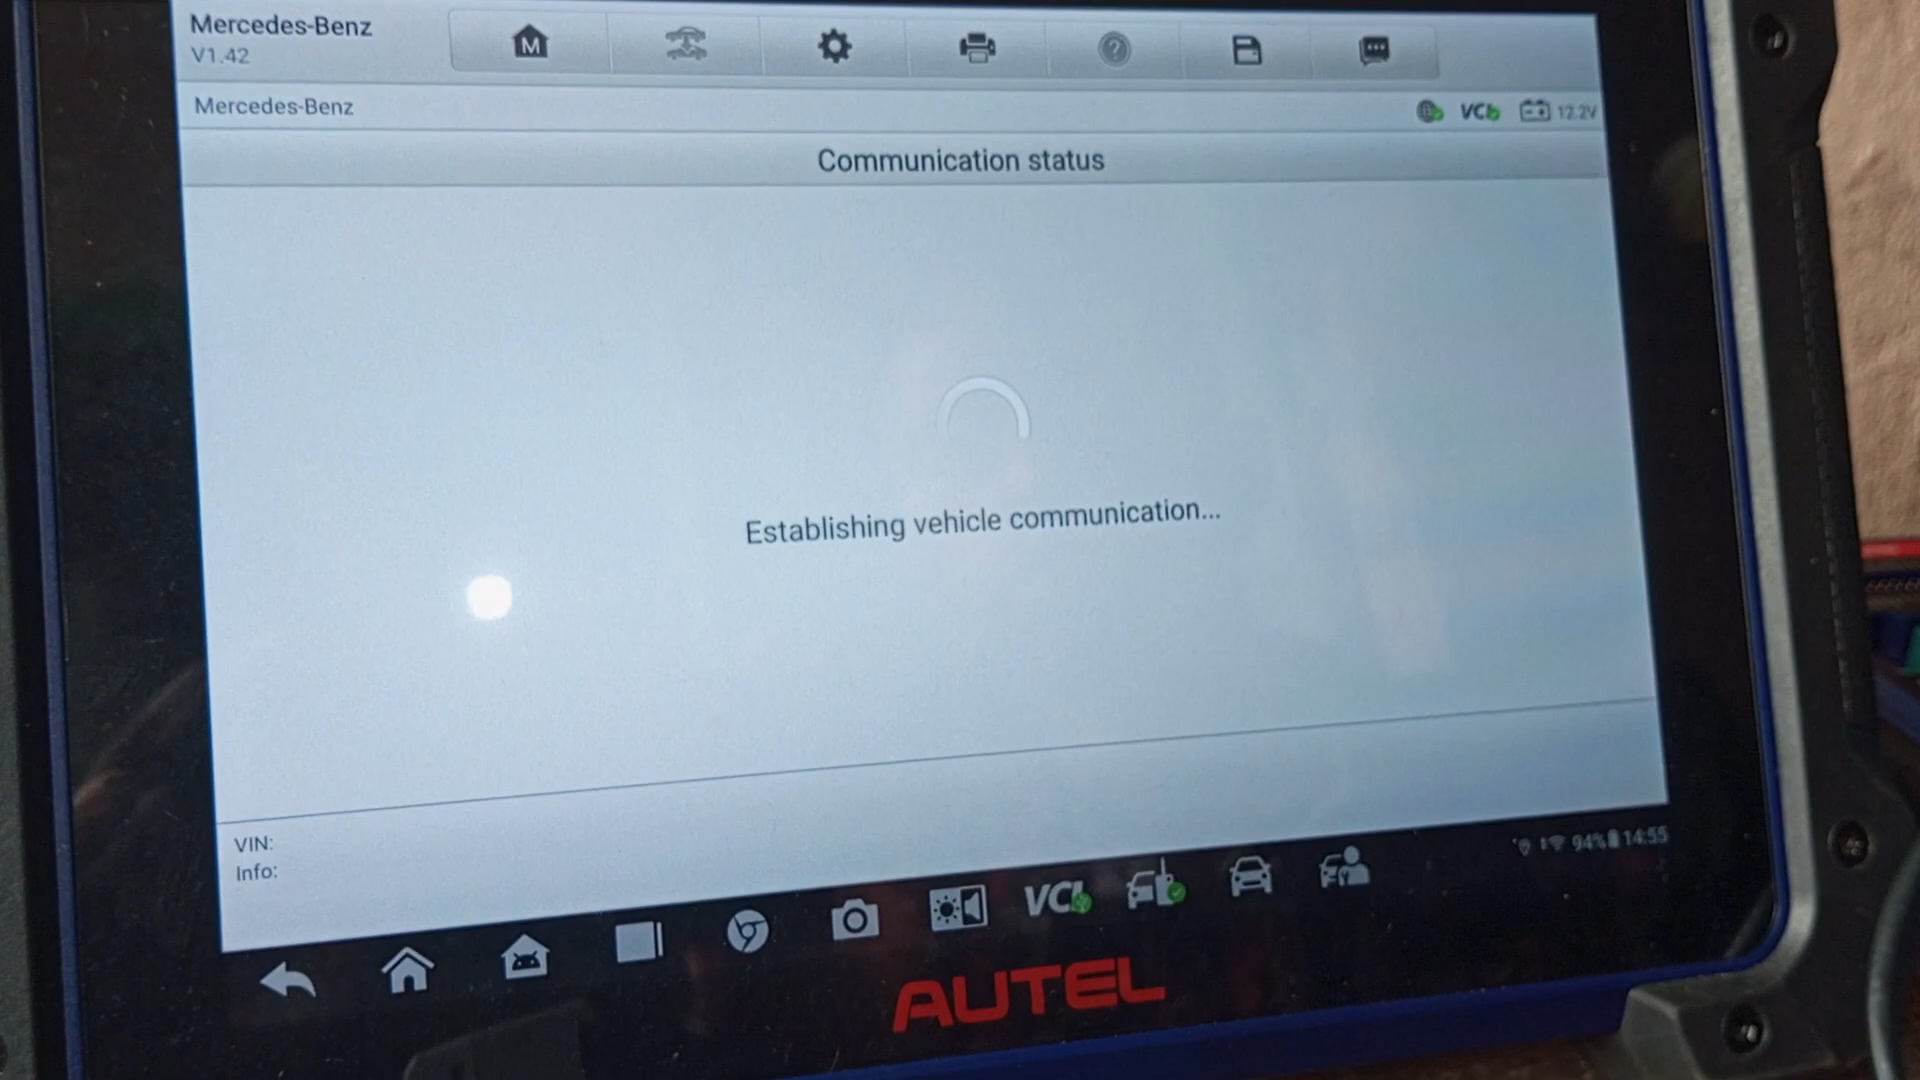 Mercedes-Benz
V1.42
M
Mercedes-Benz
VCI
12.2V
Communication status
Establishing vehicle communication...
VIN:
Info:
94% 14:55
VCI
AUTEL